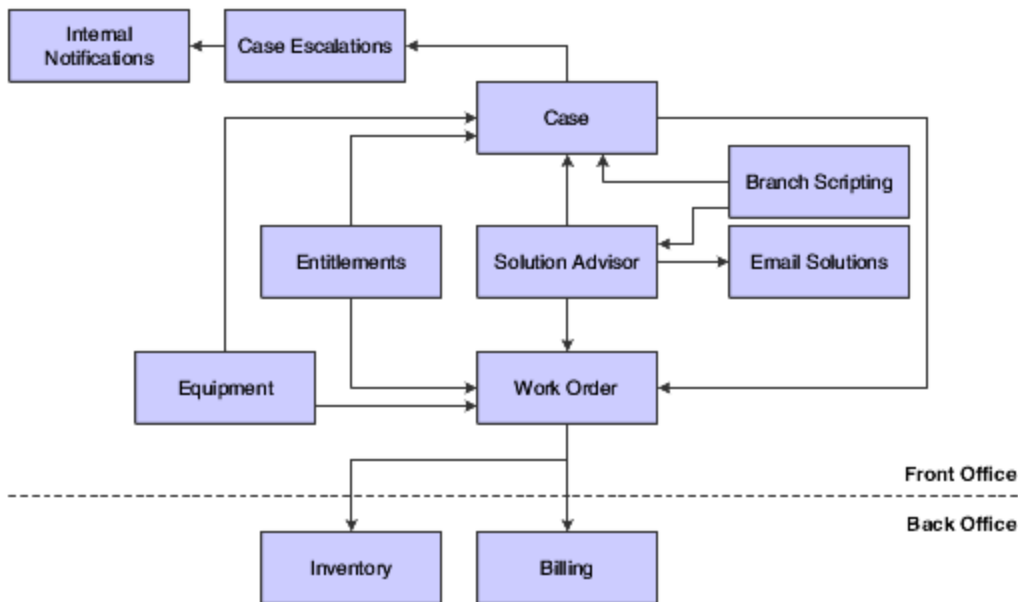 Internal
Notifications
Case Escalations
Case
Branch Scripting
Entitlements
Solution Advisor
Email Solutions
Equipment
Work Order
Front Office
Back Office
Inventory
Billing